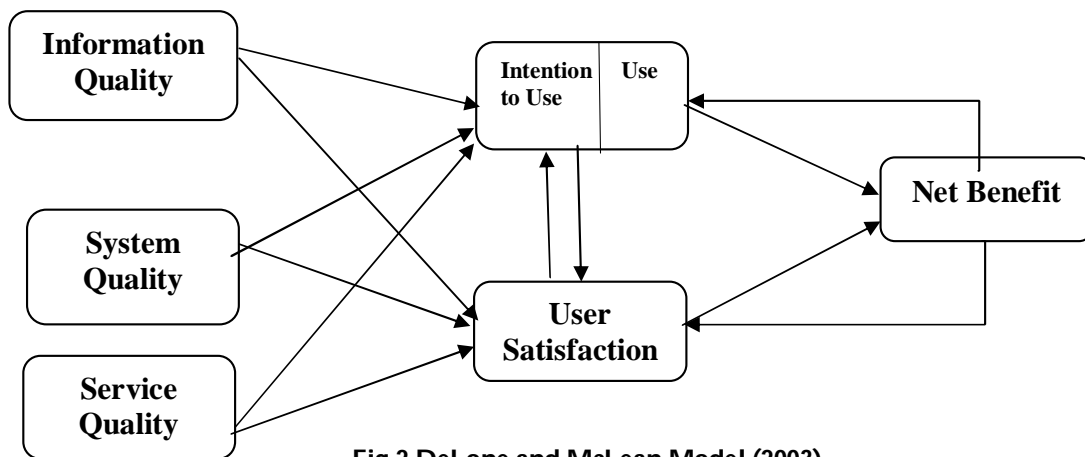 Information
Quality
Intention
to Use
Use
Net Benefit
System
Quality
User
Satisfaction
Service
Quality
Fig 2 DeLone and McLean Model (2003)